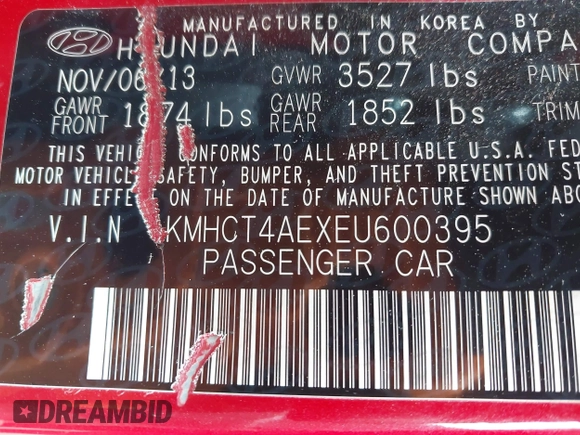 MANUFACTURED IN KOREA BY
HYUNDAI MOTOR COMPA
NOV/06/13 GVWR 3527 lbs PAINT
GAWR FRONT 1874 lbs GAWR REAR 1852 lbs TRIM
THIS VEHICLE CONFORMS TO ALL APPLICABLE U.S.A. FED
MOTOR VEHICLE SAFETY, BUMPER, AND THEFT PREVENTION ST
IN EFFECT ON THE DATE OF MANUFACTURE SHOWN ABO
V.I.N KMHCT4AEXEU600395
PASSENGER CAR
DREAMBID